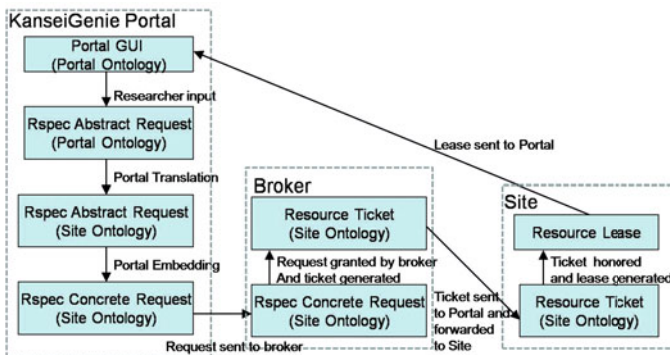 KanseiGenie Portal
Portal GUI
(Portal Ontology)
Researcher input
Rspec Abstract Request
(Portal Ontology)
Portal Translation
Rspec Abstract Request
(Site Ontology)
Portal Embedding
Rspec Concrete Request
(Site Ontology)
Request sent to broker
Broker
Resource Ticket
(Site Ontology)
Request granted by broker
And ticket generated
Rspec Concrete Request
(Site Ontology)
Lease sent to Portal
Ticket sent
to Portal and
forwarded
to Site
Site
Resource Lease
Ticket honored
and lease generated
Resource Ticket
(Site Ontology)